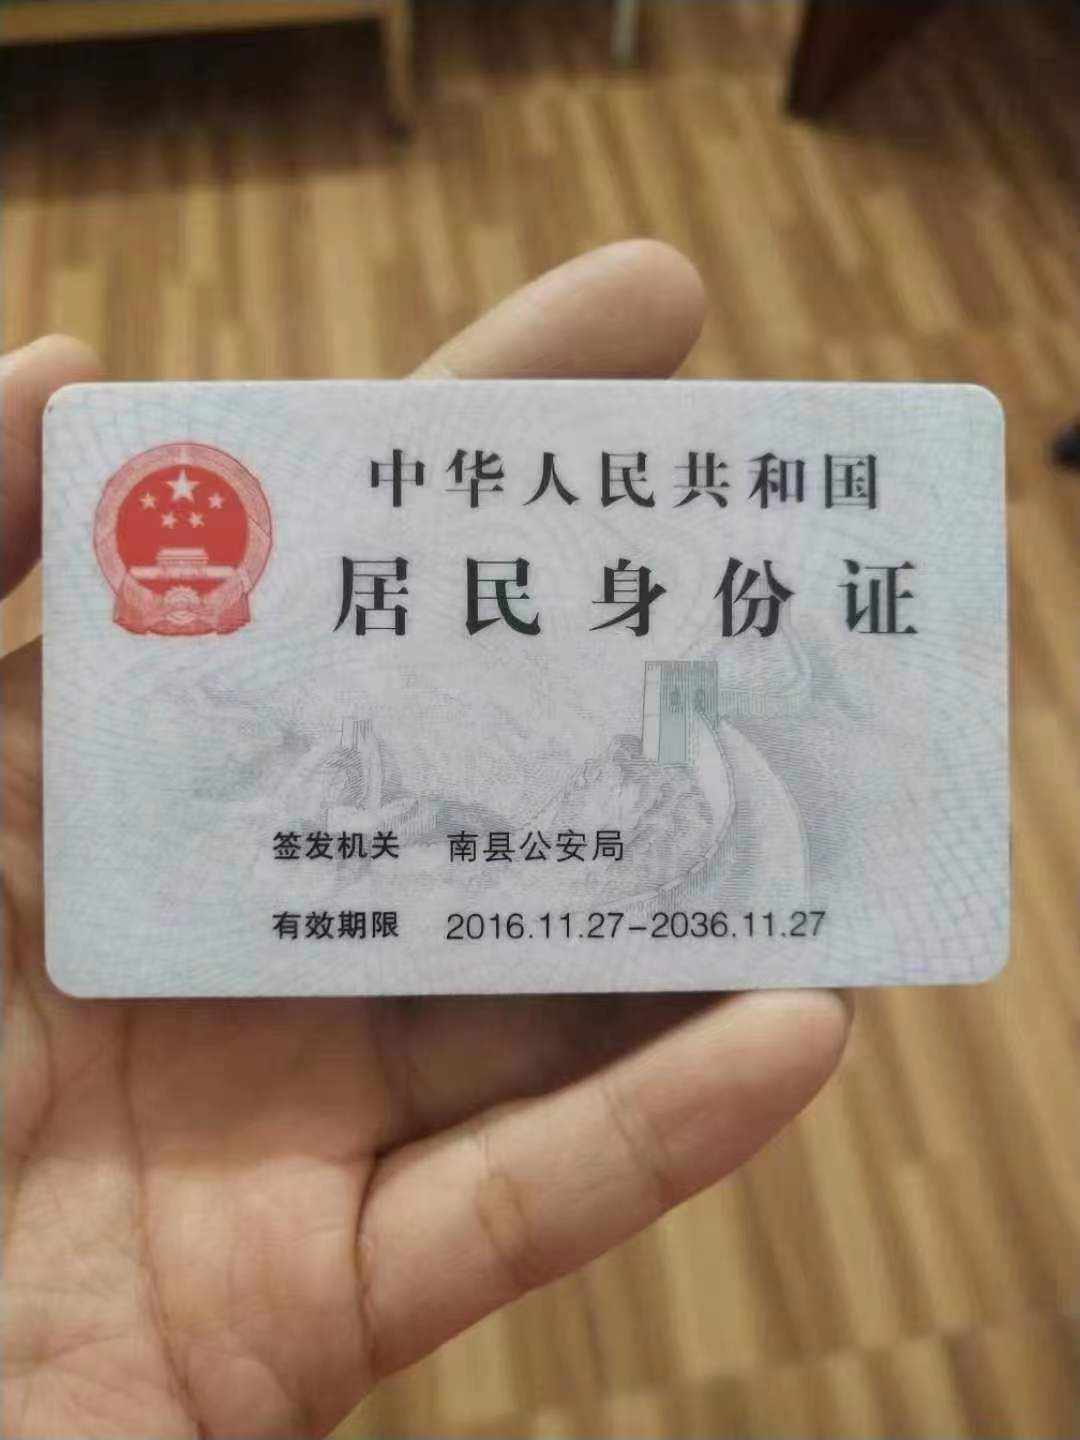 中华人民共和国
居民身份证
签发机关 南县公安局
有效期限 2016.11.27-2036.11.27